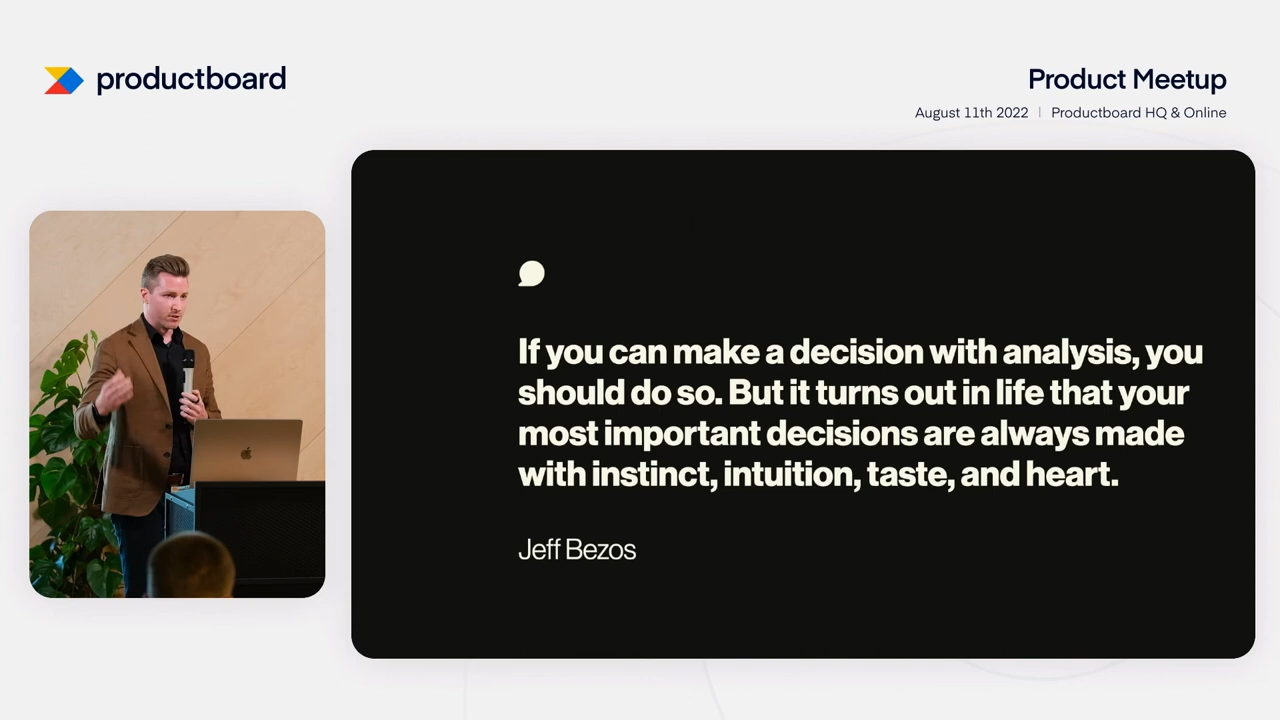 productboard
Product Meetup
August 11th 2022 | Productboard HQ & Online
If you can make a decision with analysis, you
should do so. But it turns out in life that your
most important decisions are always made
with instinct, intuition, taste, and heart.
Jeff Bezos